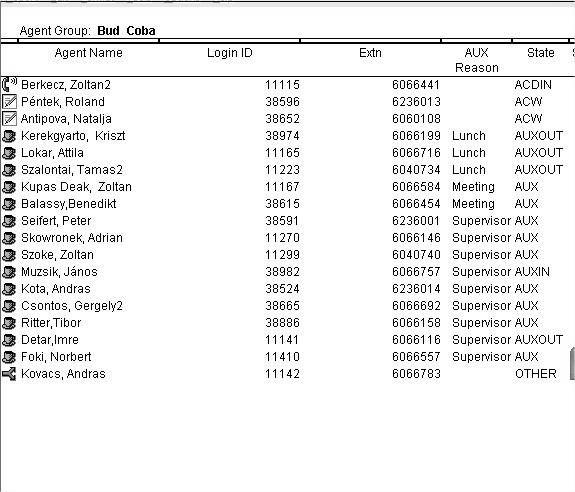 Agent Group: Bud Coba
Agent Name Login ID Extn AUX Reason State
Berkecz, Zoltan2 11115 6066441 ACDIN
Péntek, Roland 38596 6236013 ACW
Antipova, Natalja 38652 6060108 ACW
Kerekgyarto, Kriszt 38974 6066199 Lunch AUXOUT
Lokar, Attila 11165 6066716 Lunch AUXOUT
Szalontai, Tamas2 11223 6040734 Lunch AUXOUT
Kupas Deak, Zoltan 11167 6066584 Meeting AUX
Balassy,Benedikt 38615 6066454 Meeting AUX
Seifert, Peter 38591 6236001 Supervisor AUX
Skowronek, Adrian 11270 6066146 Supervisor AUX
Szoke, Zoltan 11299 6040740 Supervisor AUX
Muzsik, János 38982 6066757 Supervisor AUXIN
Kota, Andras 38524 6236014 Supervisor AUX
Csontos, Gergely2 38665 6066692 Supervisor AUX
Ritter,Tibor 38886 6066158 Supervisor AUX
Detar,Imre 11141 6066116 Supervisor AUXOUT
Foki, Norbert 11410 6066557 Supervisor AUX
Kovacs, Andras 11142 6066783 OTHER